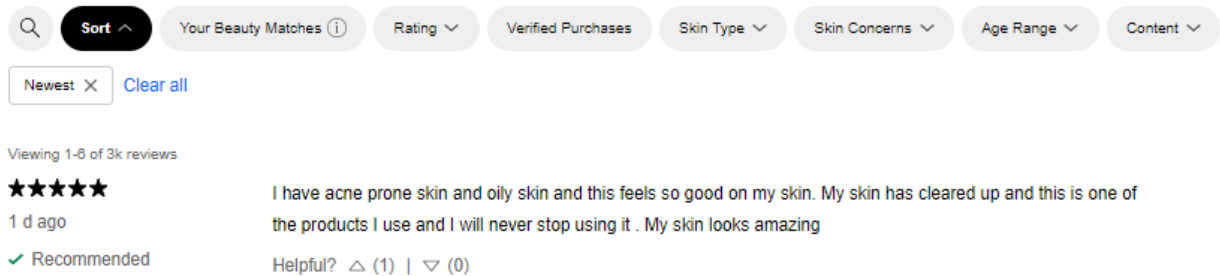 Sort Your Beauty Matches Rating Verified Purchases Skin Type Skin Concerns Age Range Content
Newest Clear all
Viewing 1-6 of 3k reviews
I have acne prone skin and oily skin and this feels so good on my skin. My skin has cleared up and this is one of
1 d ago
the products I use and I will never stop using it . My skin looks amazing
Recommended
Helpful? (1) | (0)